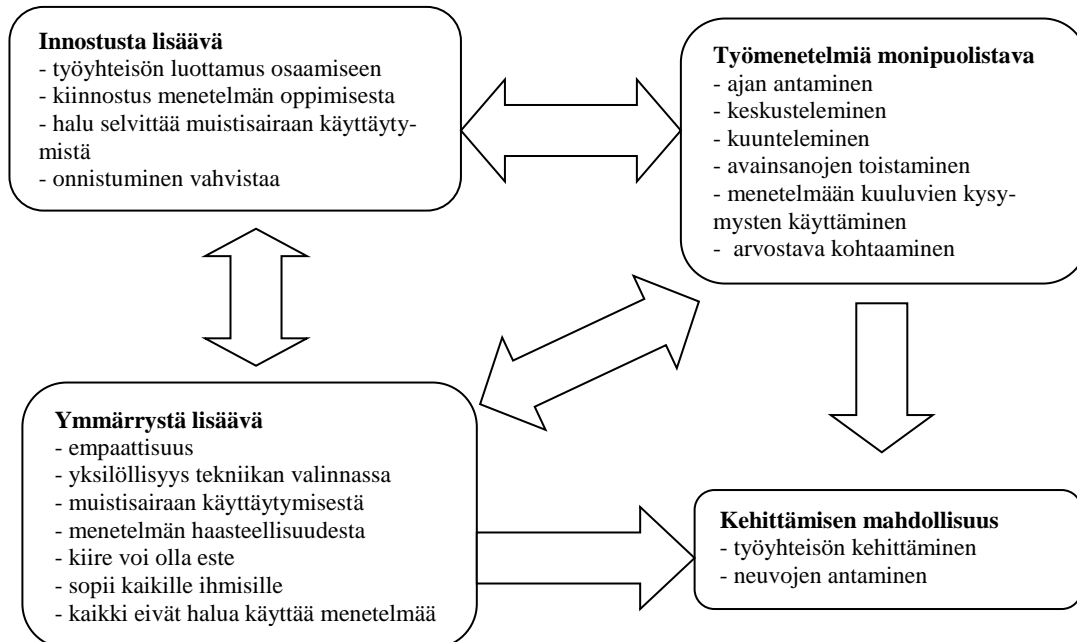 Innostusta lisäävä
- työyhteisön luottamus osaamiseen
- kiinnostus menetelmän oppimisesta
- halu selvittää muistisairaan käyttäyty-
mistä
- onnistuminen vahvistaa
Työmenetelmiä monipuolistava
- ajan antaminen
- keskusteleminen
- kuunteleminen
- avainsanojen toistaminen
- menetelmään kuuluvien kysy-
mysten käyttäminen
- arvostava kohtaaminen
Ymmärrystä lisäävä
- empaattisuus
- yksilöllisyys tekniikan valinnassa
- muistisairaan käyttäytymisestä
- menetelmän haasteellisuudesta
- kiire voi olla este
- sopii kaikille ihmisille
- kaikki eivät halua käyttää menetelmää
Kehittämisen mahdollisuus
- työyhteisön kehittäminen
- neuvojen antaminen